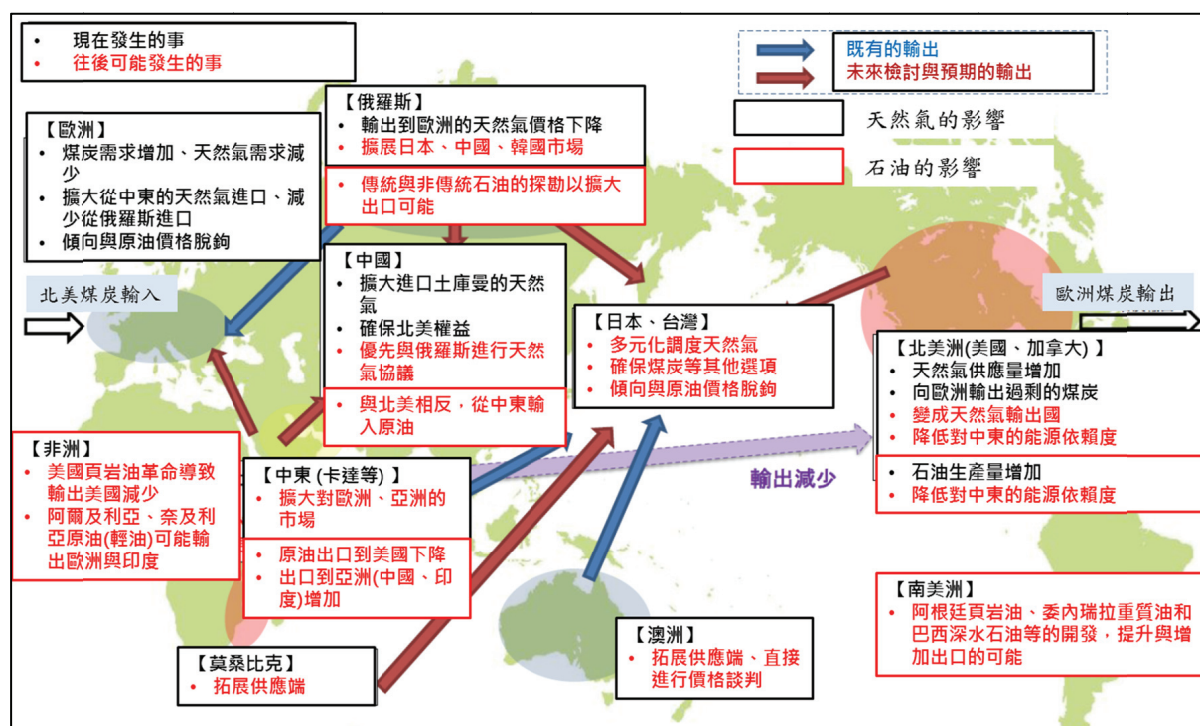 • 現在發生的事
• 往後可能發生的事
既有的輸出
未來檢討與預期的輸出
天然氣的影響
石油的影響
【歐洲】
• 煤炭需求增加、天然氣需求減
少
• 擴大從中東的天然氣進口、減
少從俄羅斯進口
• 傾向與原油價格脫鉤
【俄羅斯】
• 輸出到歐洲的天然氣價格下降
• 擴展日本、中國、韓國市場
• 傳統與非傳統石油的探勘以擴大
出口可能
北美煤炭輸入
【中國】
• 擴大進口土庫曼的天然
氣
• 確保北美權益
• 優先與俄羅斯進行天然
氣協議
• 與北美相反，從中東輸
入原油
【日本、台灣】
• 多元化調度天然氣
• 確保煤炭等其他選項
• 傾向與原油價格脫鉤
歐洲煤炭輸出
【北美洲(美國、加拿大) 】
• 天然氣供應量增加
• 向歐洲輸出過剩的煤炭
• 變成天然氣輸出國
• 降低對中東的能源依賴度
• 石油生產量增加
• 降低對中東的能源依賴度
【非洲】
• 美國頁岩油革命導致
輸出美國減少
• 阿爾及利亞、奈及利
亞原油(輕油)可能輸
出歐洲與印度
【中東 (卡達等) 】
• 擴大對歐洲、亞洲的
市場
• 原油出口到美國下降
• 出口到亞洲(中國、印
度)增加
輸出減少
【莫桑比克】
• 拓展供應端
【澳洲】
• 拓展供應端、直接
進行價格談判
【南美洲】
• 阿根廷頁岩油、委內瑞拉重質油和
巴西深水石油等的開發，提升與增
加出口的可能